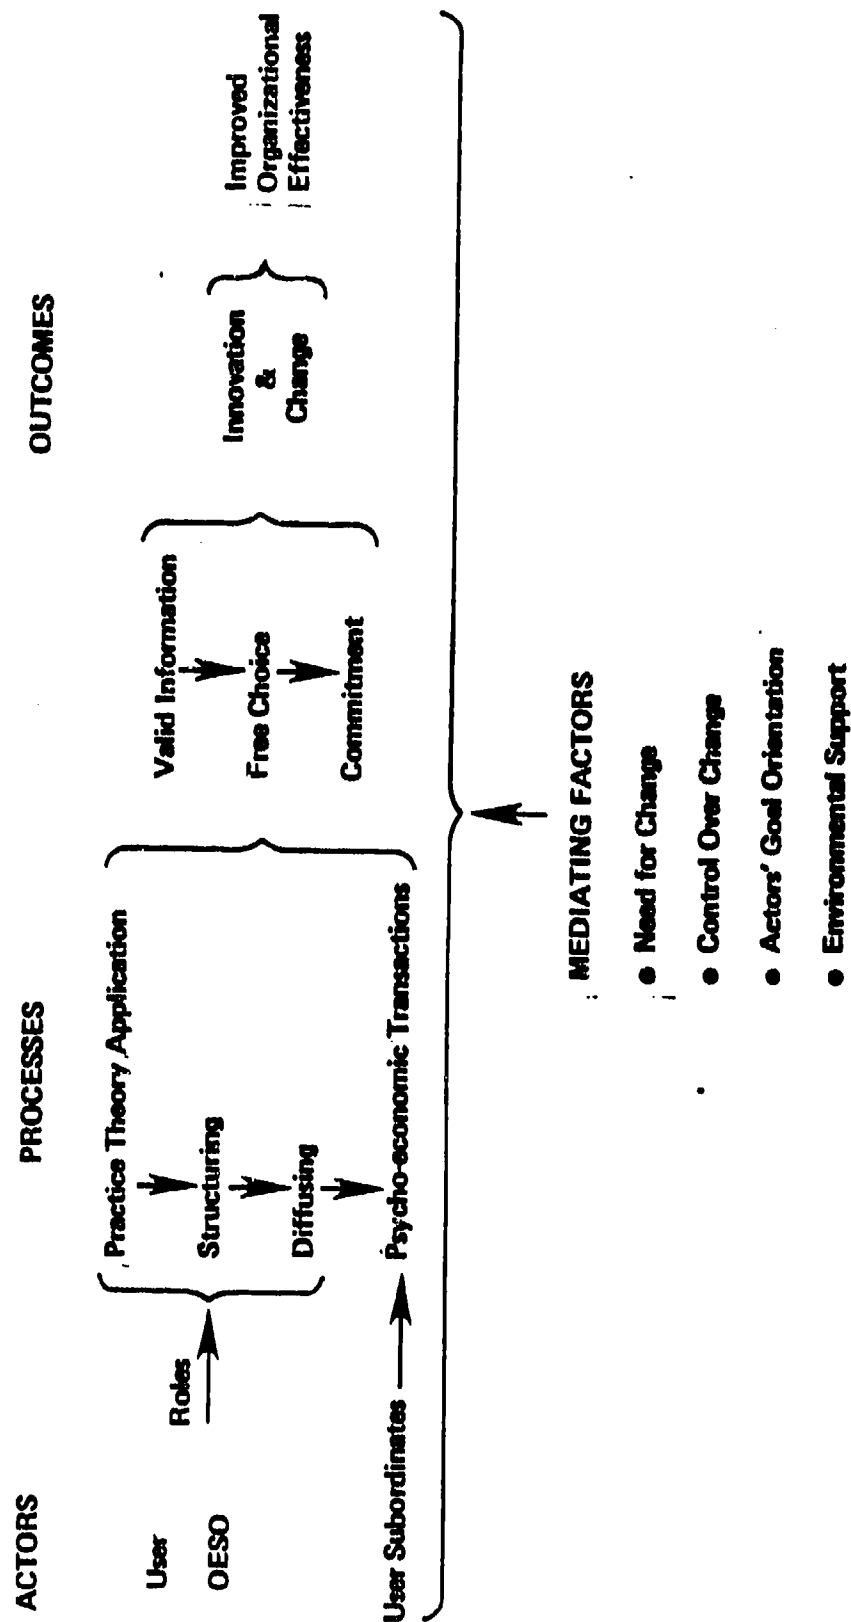 ACTORS
PROCESSES
OUTCOMES
User
OESO
Roles
User Subordinates
Practice Theory Application
Structuring
Diffusing
Psycho-economic Transactions
Valid Information
Free Choice
Commitment
Innovation
&
Change
Improved
Organizational
Effectiveness
MEDIATING FACTORS
● Need for Change
● Control Over Change
● Actors' Goal Orientation
● Environmental Support